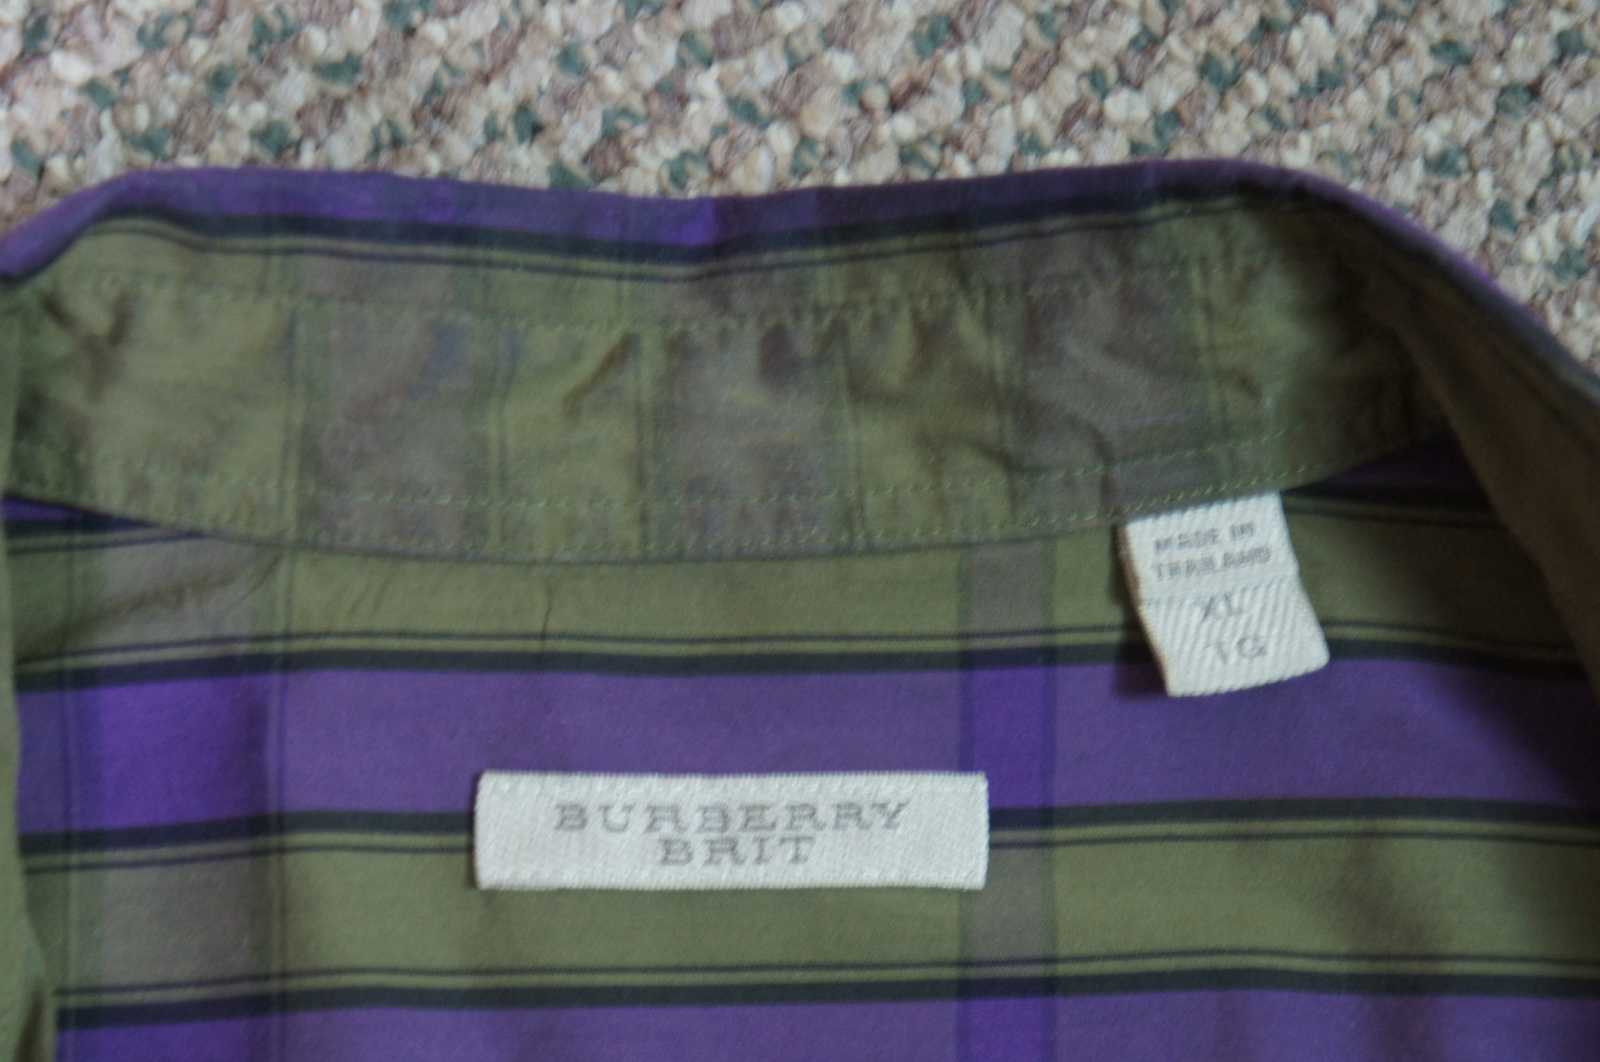 MADE IN
THAILAND
XL
TG
BURBERRY
BRIT